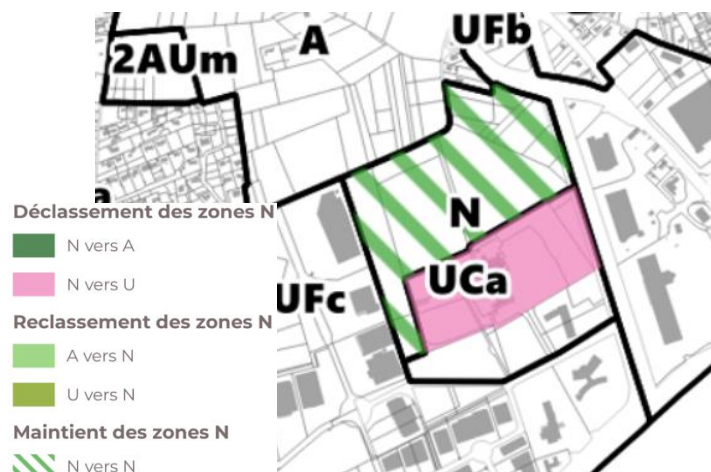 UFb
A
2AUm
a
N
UCa
UFc
Déclassement des zones N
N vers A
N vers U
Reclassement des zones N
A vers N
U vers N
Maintient des zones N
N vers N